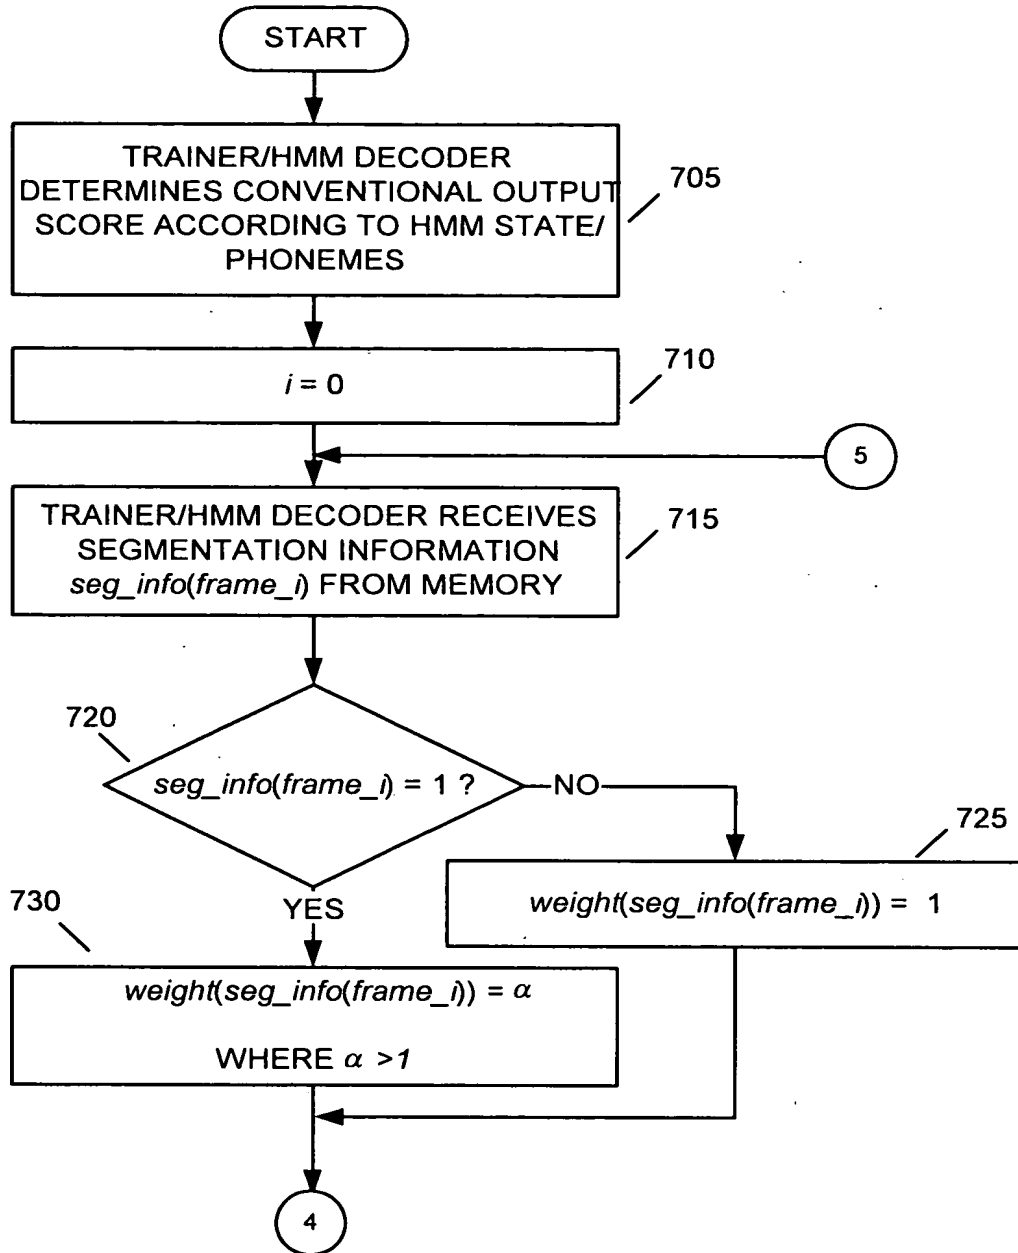 START
TRAINER/HMM DECODER
DETERMINES CONVENTIONAL OUTPUT
SCORE ACCORDING TO HMM STATE/
PHONEMES
705
i = 0
710
5
TRAINER/HMM DECODER RECEIVES
SEGMENTATION INFORMATION
seg_info(frame_i) FROM MEMORY
715
720
seg_info(frame_i) = 1 ?
NO
725
weight(seg_info(frame_i)) = 1
YES
730
weight(seg_info(frame_i)) = α
WHERE α >1
4